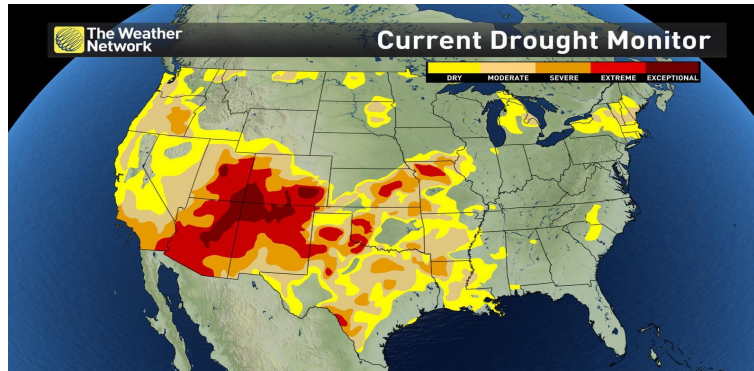 The Weather
Network
Current Drought Monitor
DRY MODERATE SEVERE EXTREME EXCEPTIONAL